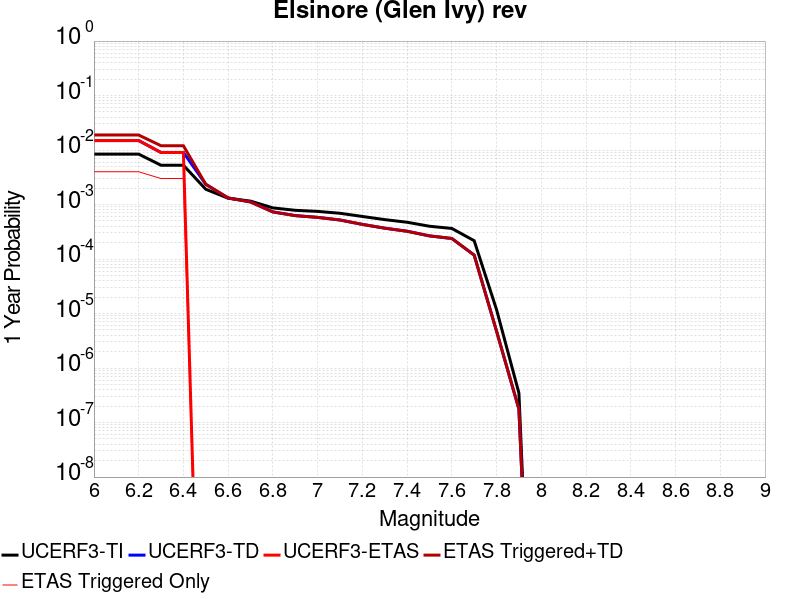 Elsinore (Glen Ivy) rev
10^0
10^-1
10^-2
10^-3
10^-4
10^-5
10^-6
10^-7
10^-8
1 Year Probability
6 6.2 6.4 6.6 6.8 7 7.2 7.4 7.6 7.8 8 8.2 8.4 8.6 8.8 9
Magnitude
UCERF3-TI UCERF3-TD UCERF3-ETAS ETAS Triggered+TD
ETAS Triggered Only